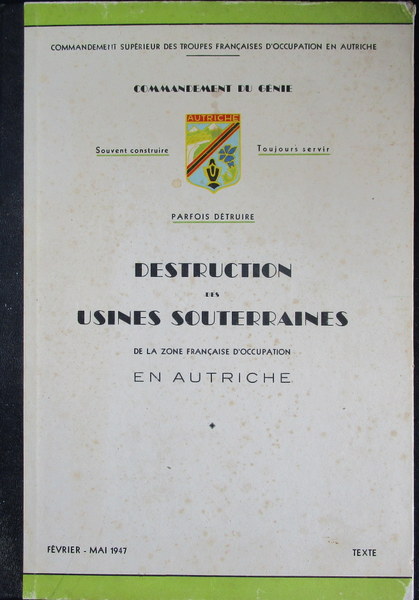 COMMANDEMENT SUPÉRIEUR DES TROUPES FRANÇAISES D'OCCUPATION EN AUTRICHE
COMMANDEMENT DU GENIE
AUTRICHE
Souvent construire
Toujours servir
PARFOIS DÉTRUIRE
DESTRUCTION
DES
USINES SOUTERRAINES
DE LA ZONE FRANÇAISE D'OCCUPATION
EN AUTRICHE
FÉVRIER - MAI 1947
TEXTE